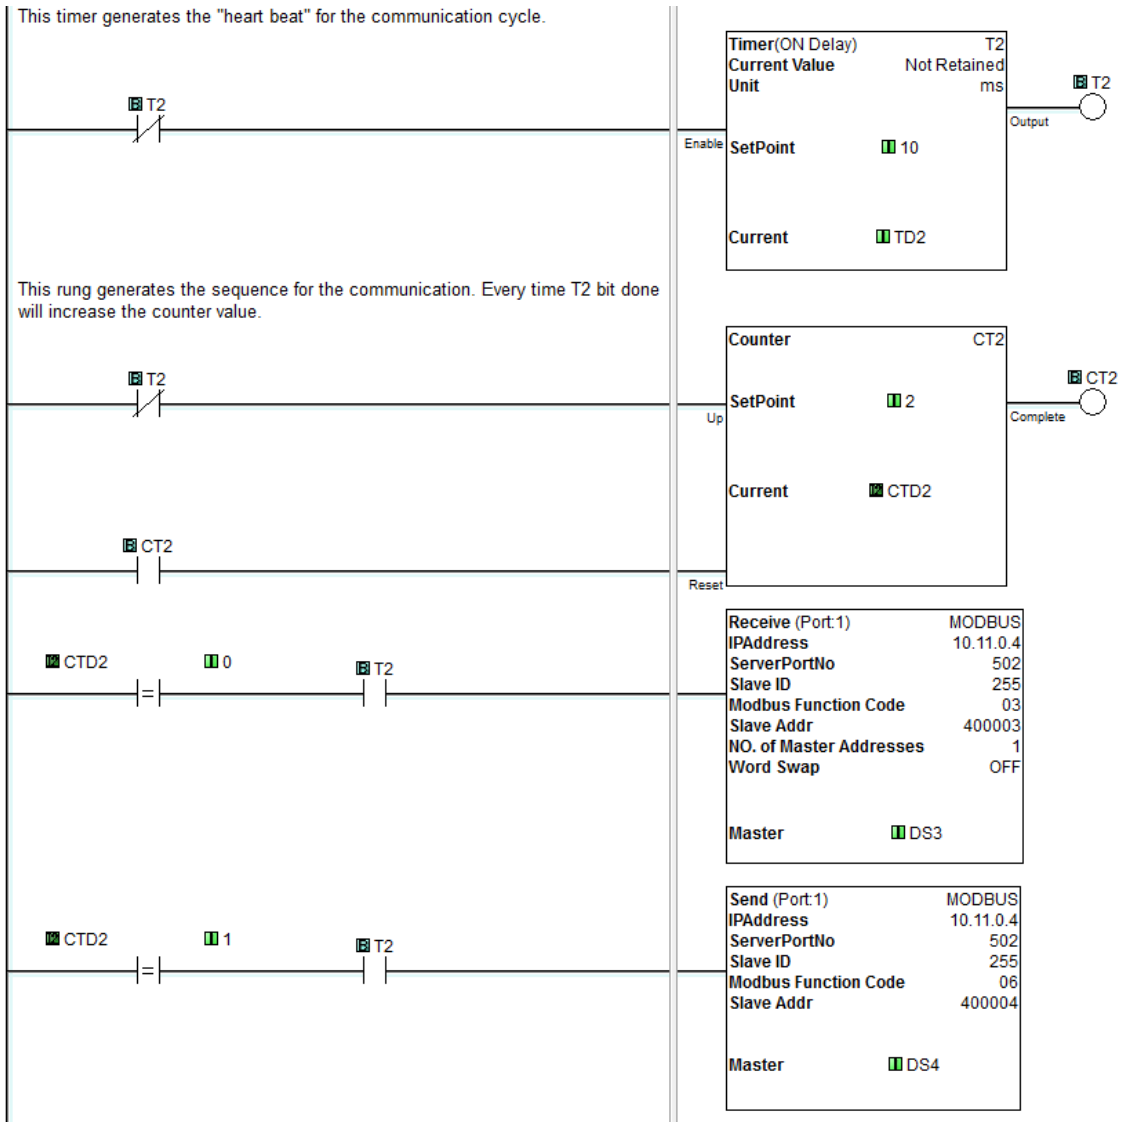 This timer generates the "heart beat" for the communication cycle.
Timer(ON Delay) T2
Current Value Not Retained
Unit ms
B T2
B T2
Output
Enable
SetPoint 10
Current TD2
This rung generates the sequence for the communication. Every time T2 bit done
will increase the counter value.
Counter CT2
B T2
B CT2
SetPoint 2
Up
Complete
Current CTD2
B CT2
Reset
Receive (Port:1) MODBUS
IPAddress 10.11.0.4
ServerPortNo 502
CTD2 0 B T2
Slave ID 255
Modbus Function Code 03
Slave Addr 400003
NO. of Master Addresses 1
Word Swap OFF
Master DS3
Send (Port:1) MODBUS
IPAddress 10.11.0.4
ServerPortNo 502
CTD2 1 B T2
Slave ID 255
Modbus Function Code 06
Slave Addr 400004
Master DS4